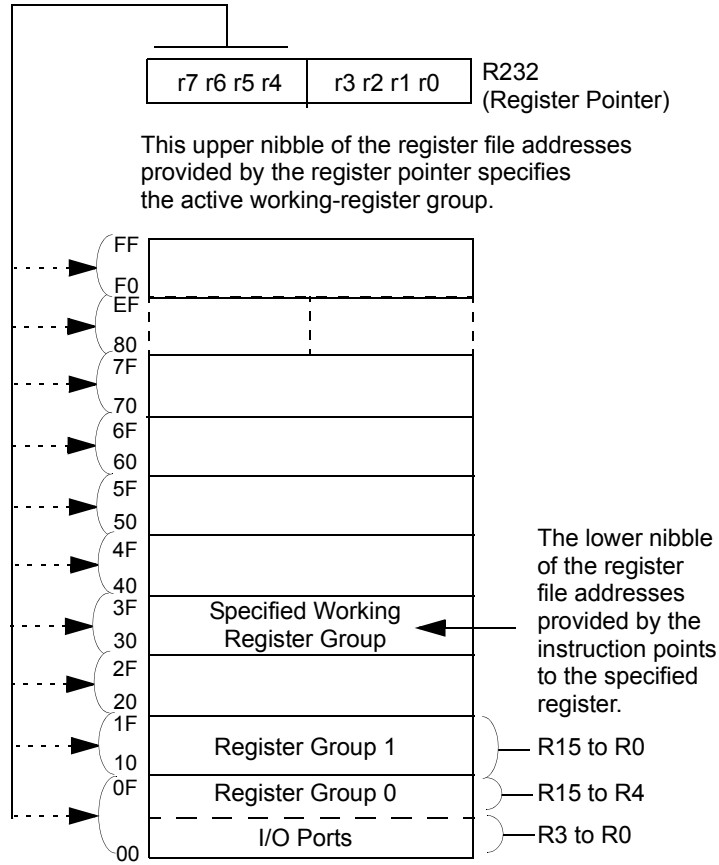 r7 r6 r5 r4
r3 r2 r1 r0
R232
(Register Pointer)
This upper nibble of the register file addresses
provided by the register pointer specifies
the active working-register group.
FF
F0
EF
80
7F
70
6F
60
5F
50
4F
40
3F
30
Specified Working
Register Group
The lower nibble
of the register
file addresses
provided by the
instruction points
to the specified
register.
2F
20
1F
10
Register Group 1
R15 to R0
0F
Register Group 0
R15 to R4
I/O Ports
R3 to R0
00